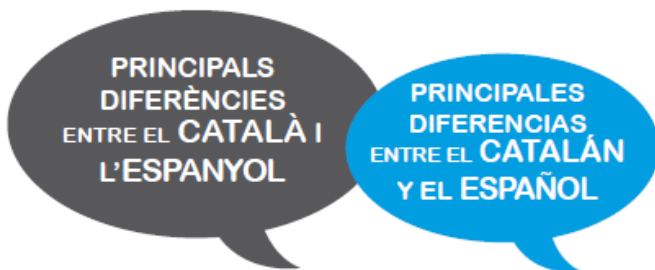 PRINCIPALS
DIFERÈNCIES
ENTRE EL CATALÀ I
L'ESPANYOL
PRINCIPALES
DIFERENCIAS
ENTRE EL CATALÁN
Y EL ESPAÑOL